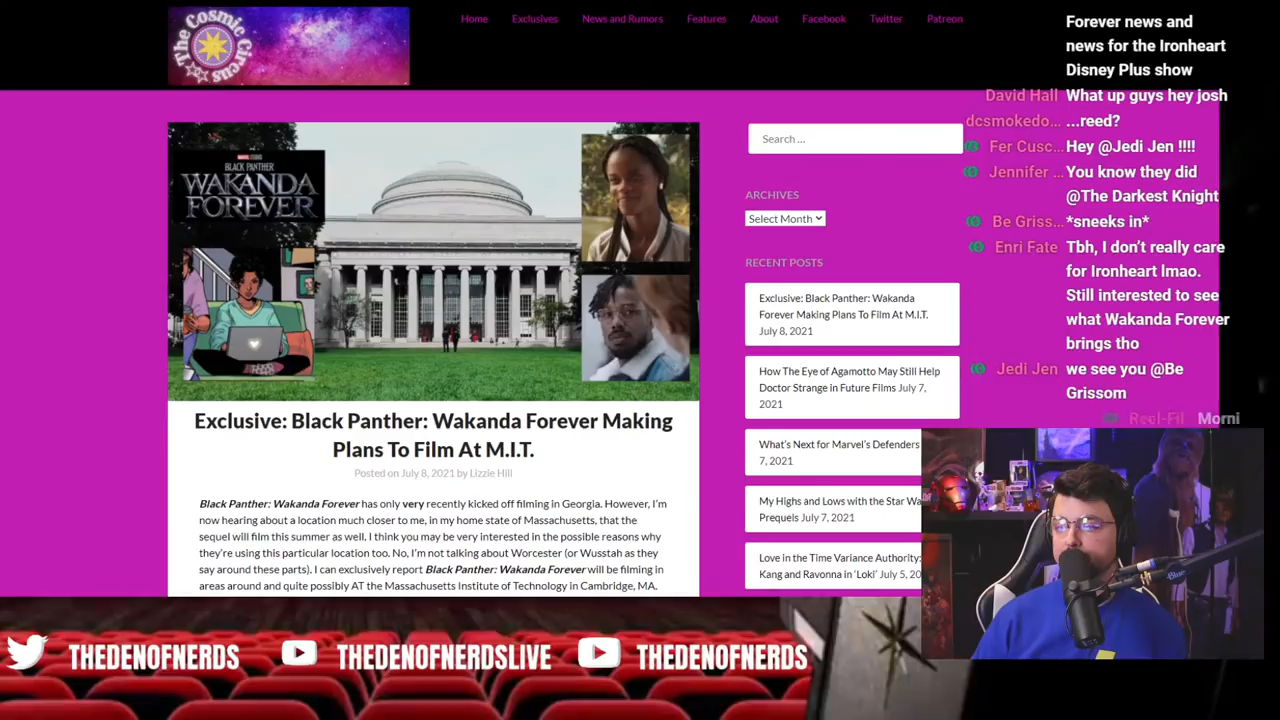 The Cosmic Circus
Home
Exclusives
News and Rumors
Features
About
Facebook
Twitter
Patreon
MARVEL STUDIOS
BLACK PANTHER
WAKANDA
FOREVER
Exclusive: Black Panther: Wakanda Forever Making
Plans To Film At M.I.T.
Posted on July 8, 2021 by Lizzie Hill
Black Panther: Wakanda Forever has only very recently kicked off filming in Georgia. However, I'm
now hearing about a location much closer to me, in my home state of Massachusetts, that the
sequel will film this summer as well. I think you may be very interested in the possible reasons why
they're using this particular location too. No, I'm not talking about Worcester (or Wusstah as they
say around these parts). I can exclusively report Black Panther: Wakanda Forever will be filming in
areas around and quite possibly AT the Massachusetts Institute of Technology in Cambridge, MA.
Search ...
ARCHIVES
Select Month
RECENT POSTS
Exclusive: Black Panther: Wakanda
Forever Making Plans To Film At M.I.T.
July 8, 2021
How The Eye of Agamotto May Still Help
Doctor Strange in Future Films July 7,
2021
What's Next for Marvel's Defenders
7, 2021
My Highs and Lows with the Star Wa
Prequels July 7, 2021
Love in the Time Variance Authority:
Kang and Ravonna in 'Loki' July 5, 20
Forever news and
news for the Ironheart
Disney Plus show
David Hall What up guys hey josh
dcsmokedo... ...reed?
Fer Cusc... Hey @Jedi Jen !!!!
Jennifer ... You know they did
@The Darkest Knight
Be Griss... *sneeks in*
Enri Fate Tbh, I don't really care
for Ironheart lmao.
Still interested to see
what Wakanda Forever
brings tho
Jedi Jen we see you @Be
Grissom
Reel-Fil Morni
Blue
THEDENOFNERDS
THEDENOFNERDSLIVE
THEDENOFNERDS